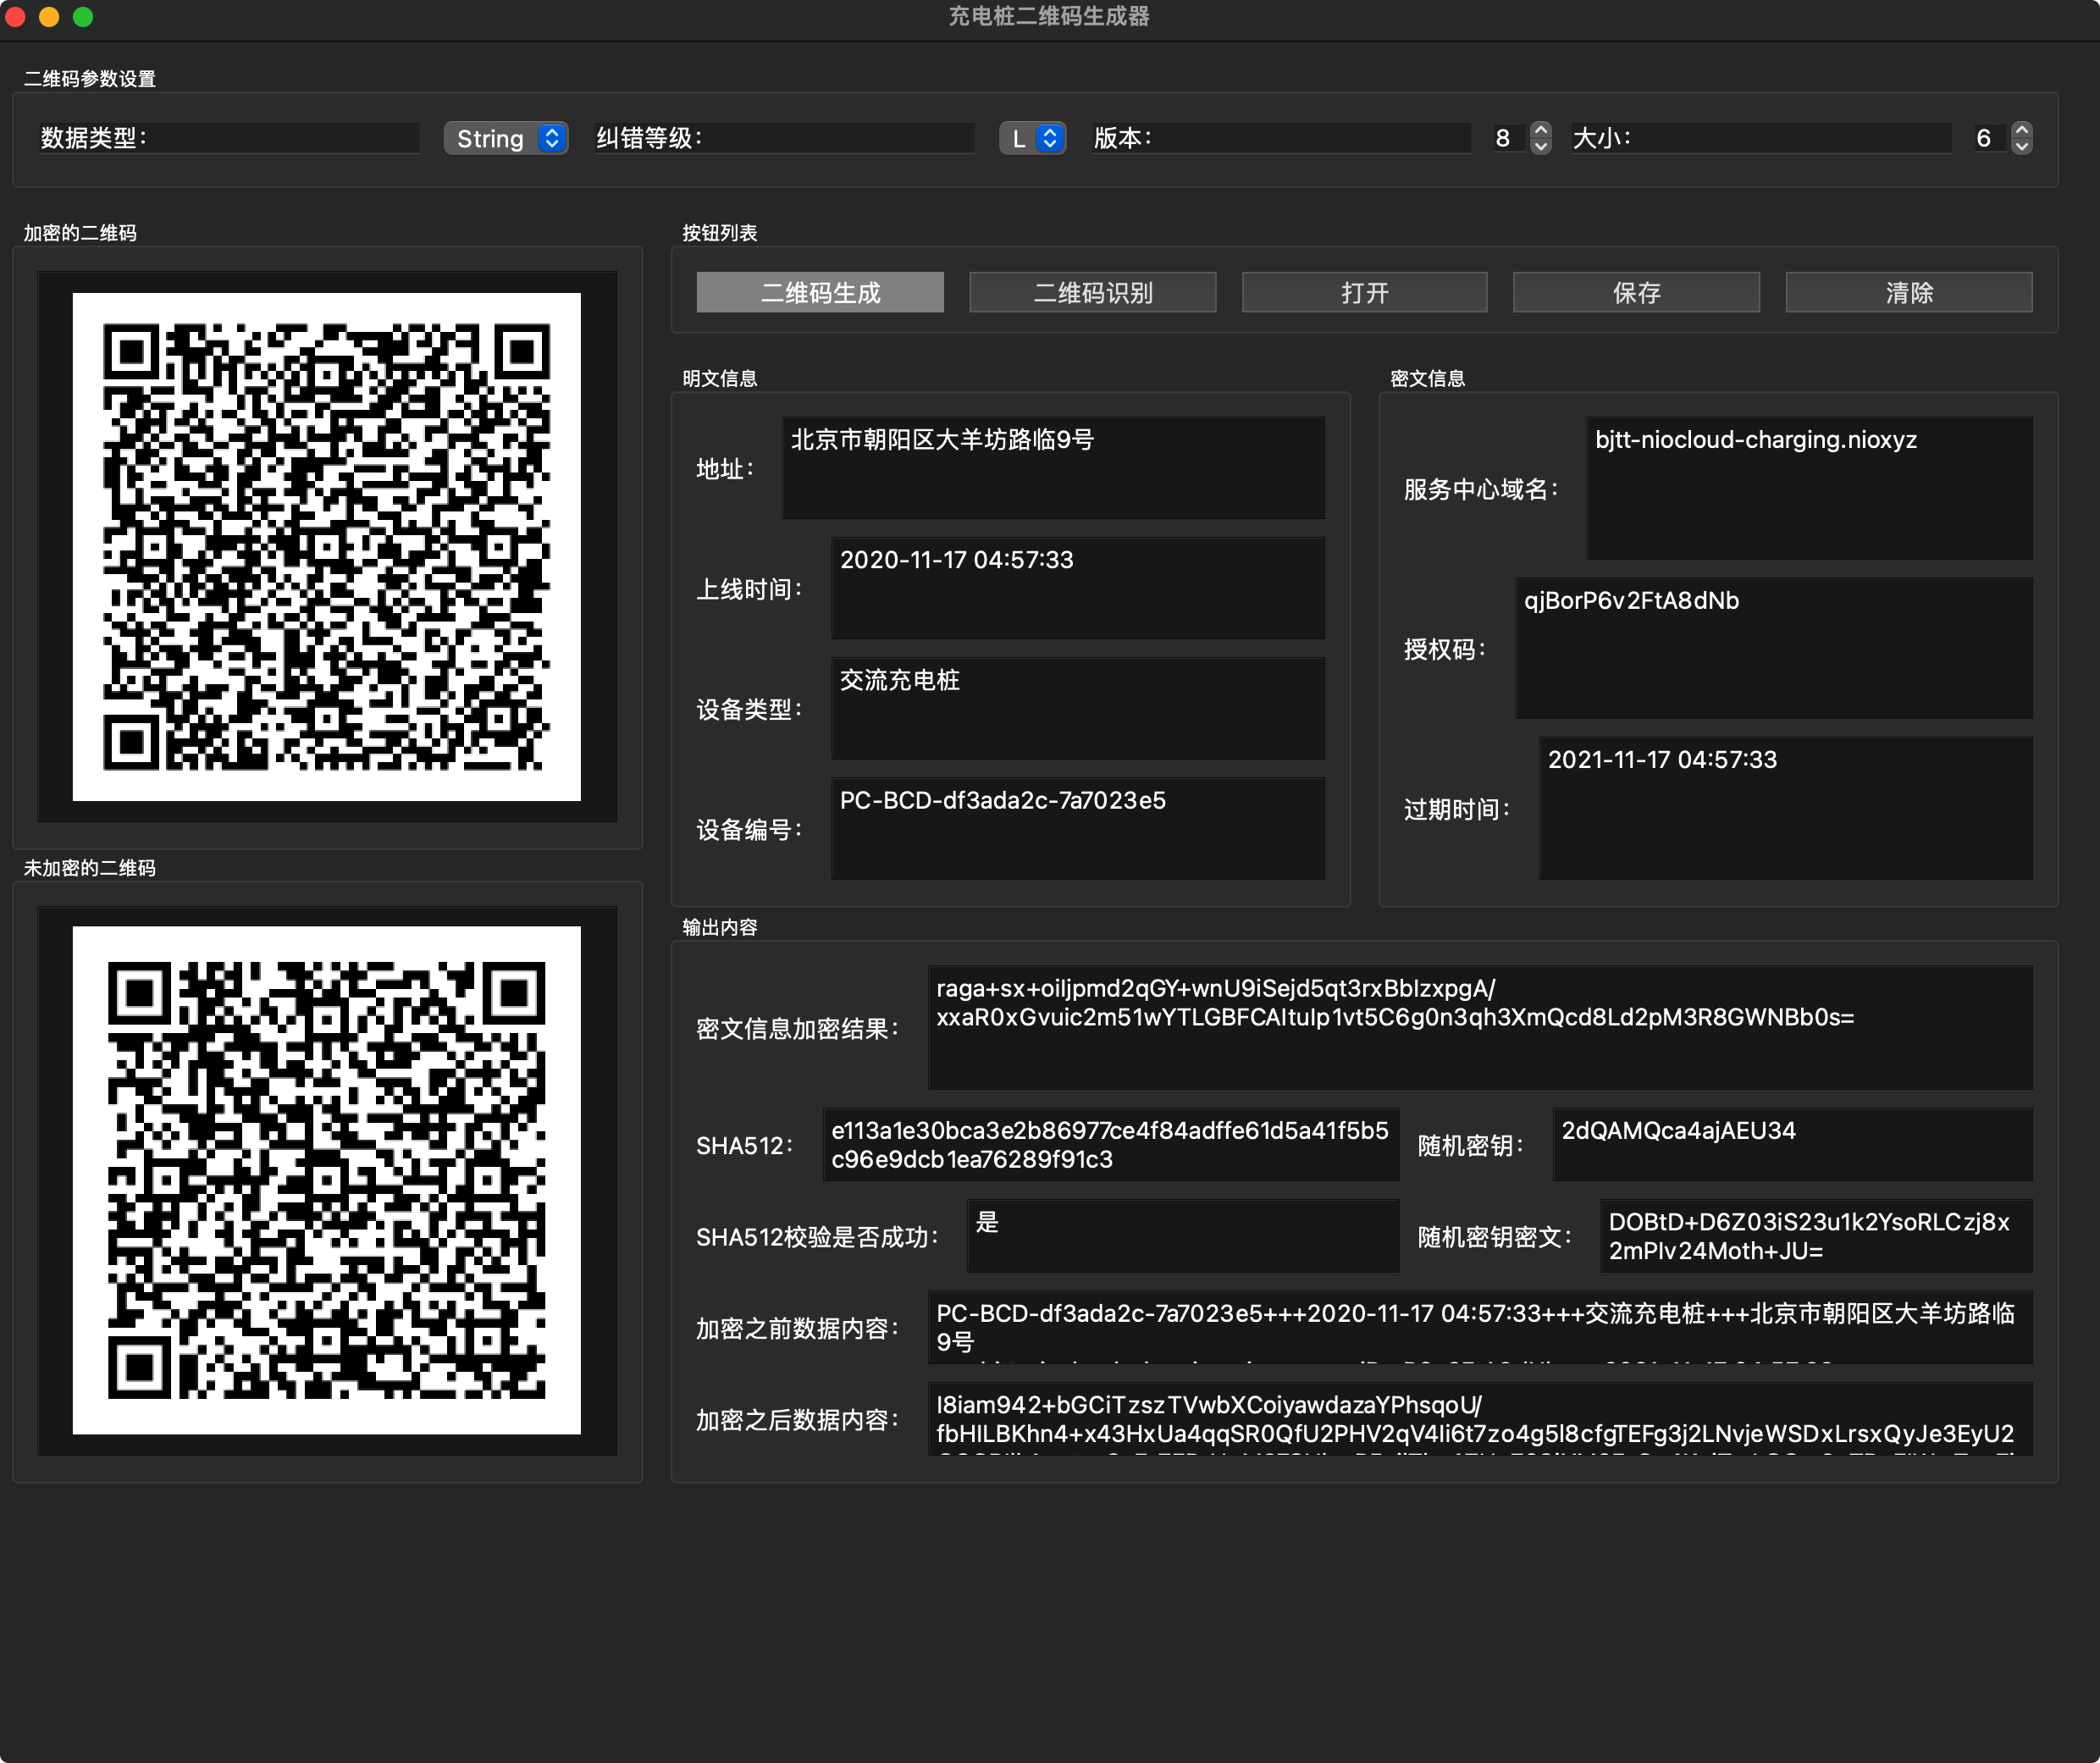 充电桩二维码生成器
二维码参数设置
数据类型：
String
纠错等级：
L
版本：
8
大小：
6
加密的二维码
按钮列表
二维码生成
二维码识别
打开
保存
清除
明文信息
地址：
北京市朝阳区大羊坊路临9号
上线时间：
2020-11-17 04:57:33
设备类型：
交流充电桩
设备编号：
PC-BCD-df3ada2c-7a7023e5
密文信息
服务中心域名：
bjtt-niocloud-charging.nioxyz
授权码：
qjBorP6v2FtA8dNb
过期时间：
2021-11-17 04:57:33
未加密的二维码
输出内容
密文信息加密结果：
raga+sx+oiljpmd2qGY+wnU9iSejd5qt3rxBbIzxpgA/
xxaR0xGvuic2m51wYTLGBFCAItuIp1vt5C6g0n3qh3XmQcd8Ld2pM3R8GWNBb0s=
SHA512：
e113a1e30bca3e2b86977ce4f84adffe61d5a41f5b5
c96e9dcb1ea76289f91c3
随机密钥：
2dQAMQca4ajAEU34
SHA512校验是否成功：
是
随机密钥密文：
DOBtD+D6Z03iS23u1k2YsoRLCzj8x
2mPIv24Moth+JU=
加密之前数据内容：
PC-BCD-df3ada2c-7a7023e5+++2020-11-17 04:57:33+++交流充电桩+++北京市朝阳区大羊坊路临
9号
加密之后数据内容：
I8iam942+bGCiTzszTVwbXCoiyawdazaYPhsqoU/
fbHILBKhn4+x43HxUa4qqSR0QfU2PHV2qV4li6t7zo4g5l8cfgTEFg3j2LNvjeWSDxLrsxQyJe3EyU2